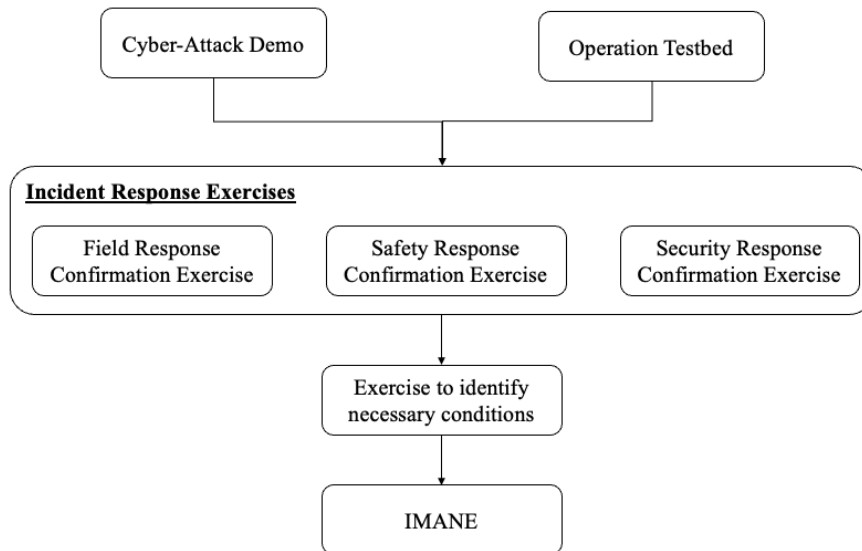 Cyber-Attack Demo
Operation Testbed
Incident Response Exercises
Field Response
Confirmation Exercise
Safety Response
Confirmation Exercise
Security Response
Confirmation Exercise
Exercise to identify
necessary conditions
IMANE